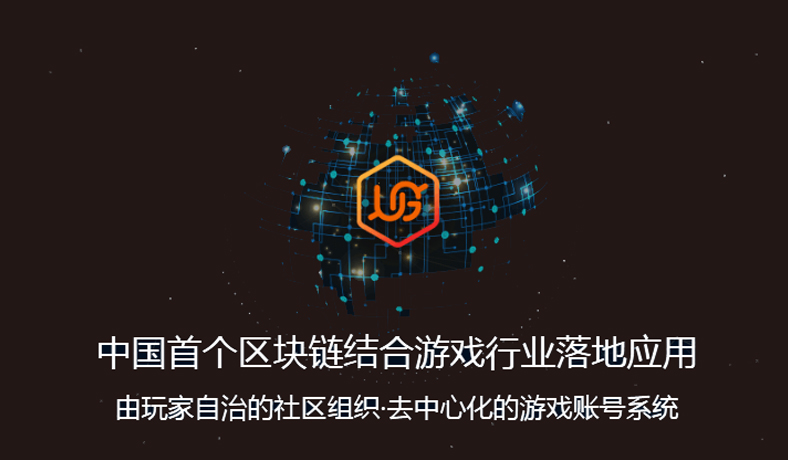 UG
中国首个区块链结合游戏行业落地应用
由玩家自治的社区组织·去中心化的游戏账号系统